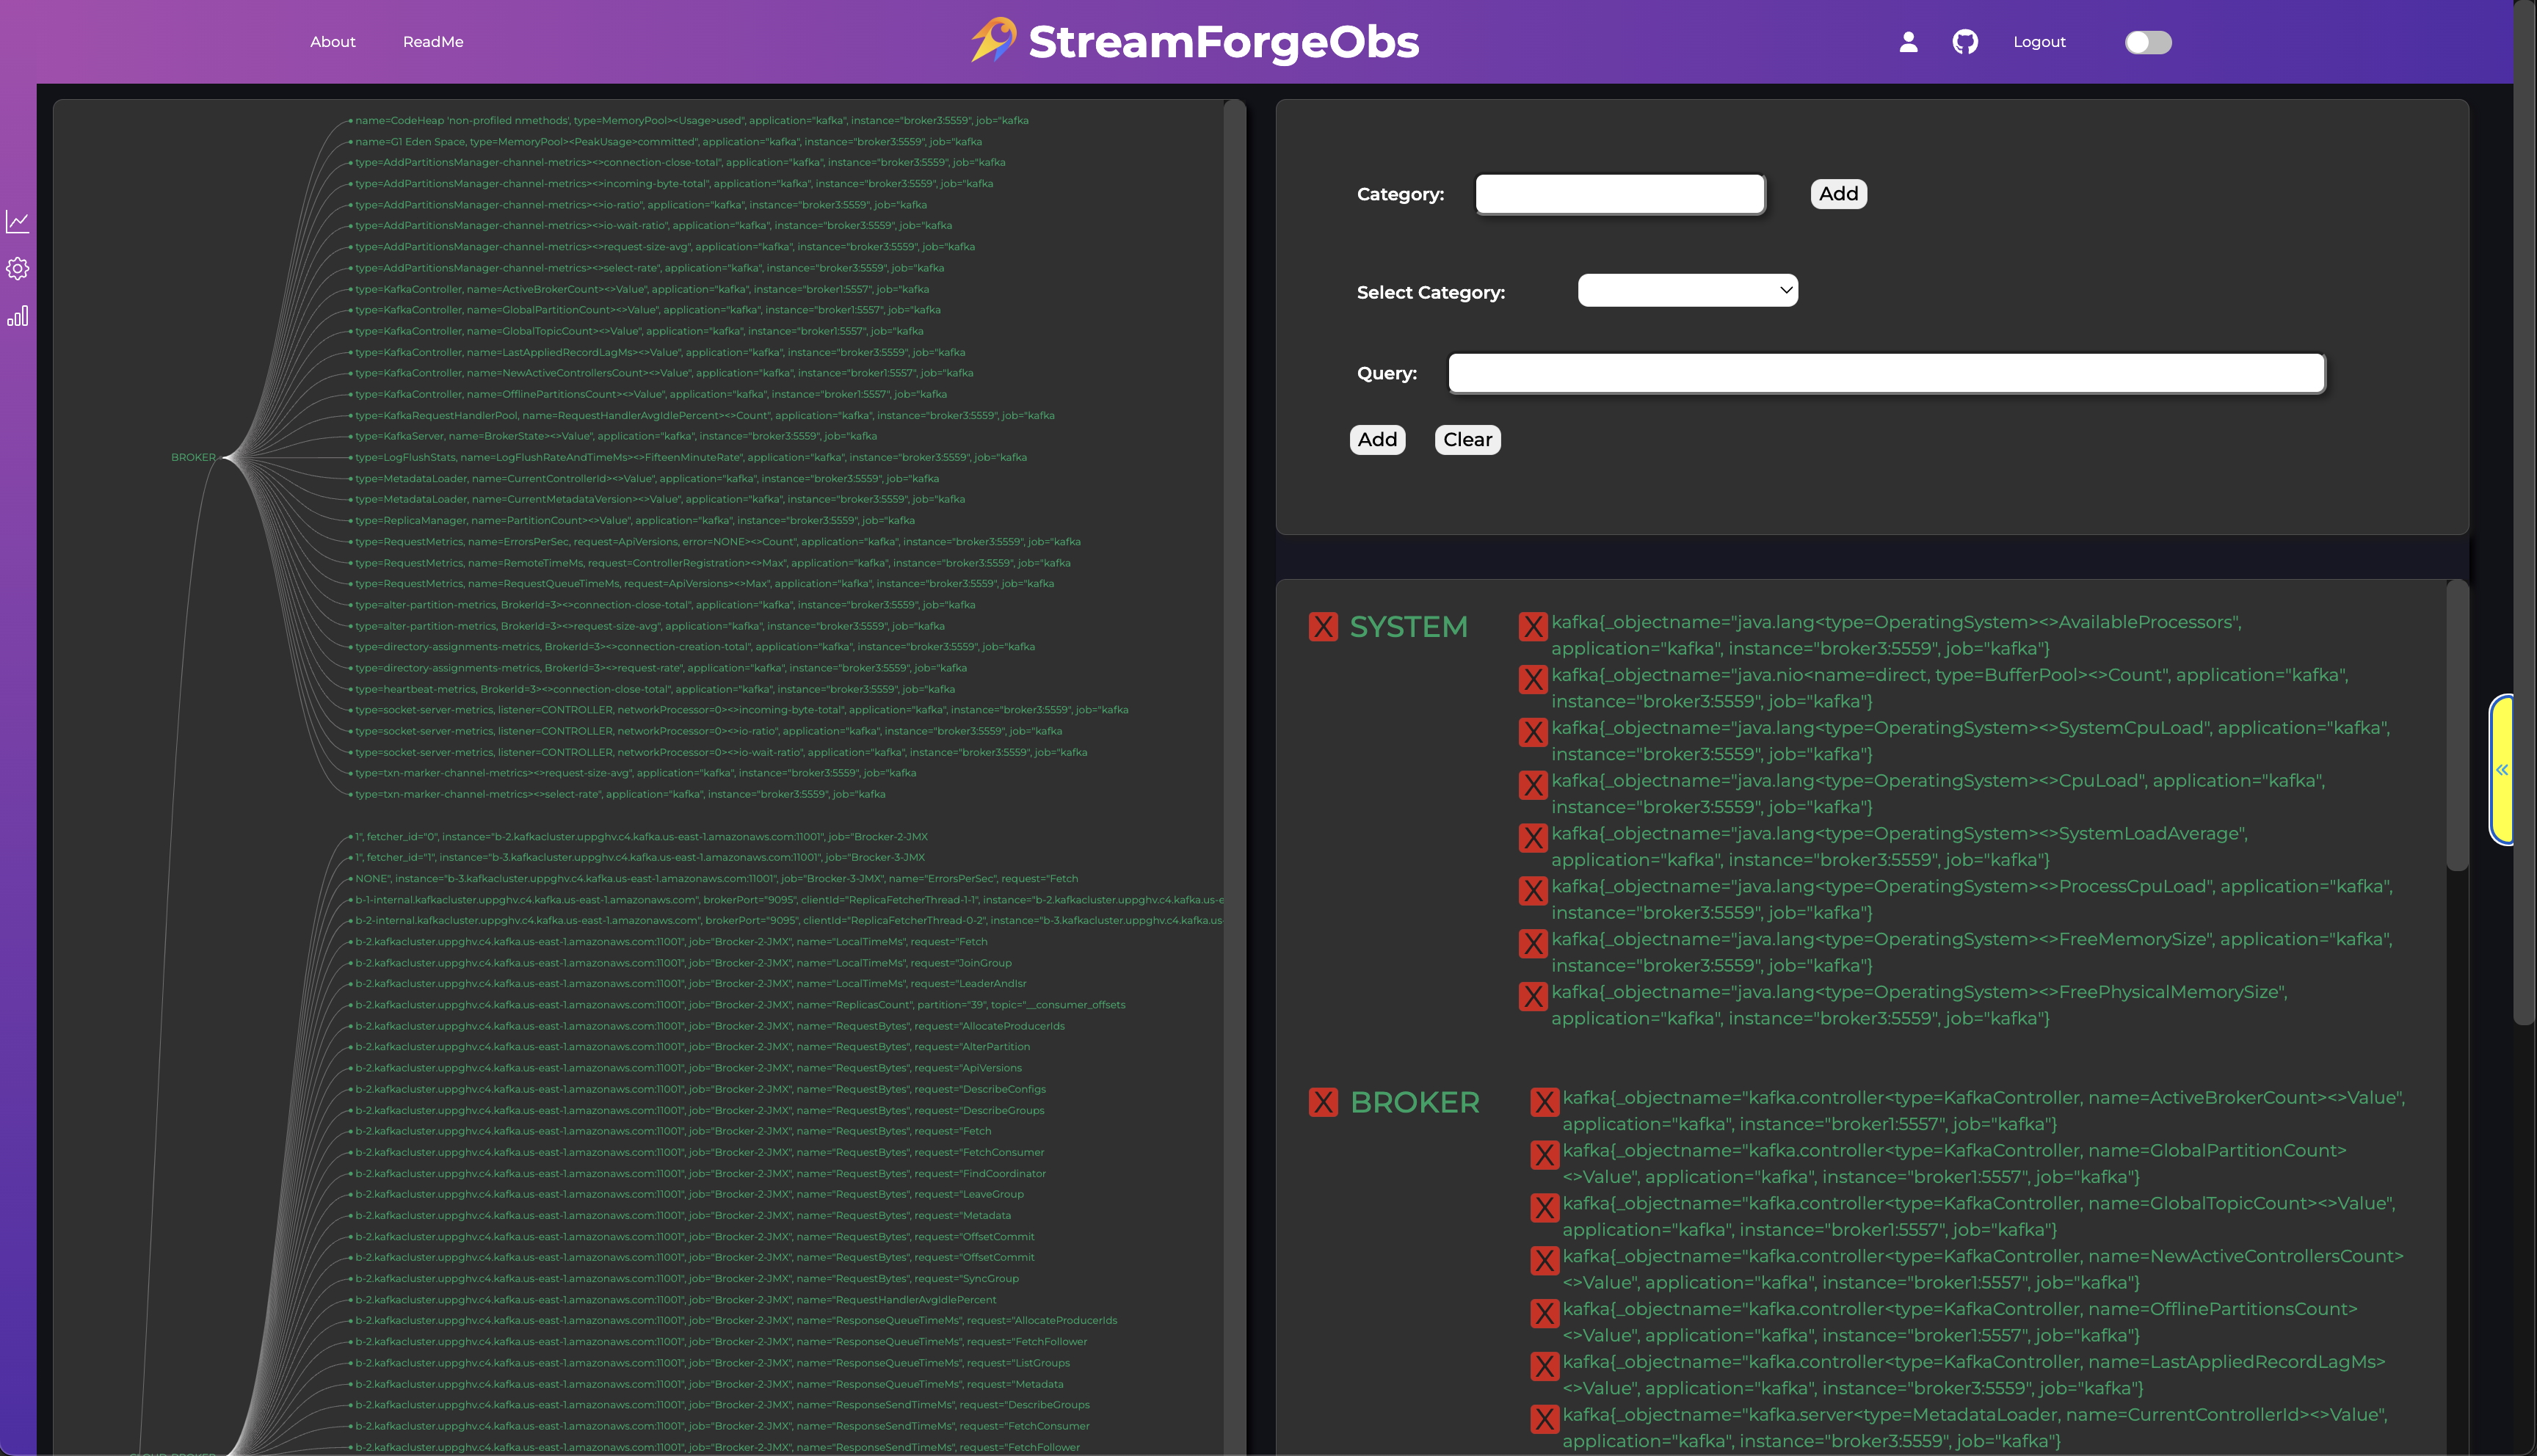 About
ReadMe
StreamForgeObs
Logout
name=CodeHeap 'non-profiled nmethods', type=MemoryPool><Usage>used", application="kafka", instance="broker3:5559", job="kafka
name=G1 Eden Space, type=MemoryPool><PeakUsage>committed", application="kafka", instance="broker3:5559", job="kafka
type=AddPartitionsManager-channel-metrics><>connection-close-total", application="kafka", instance="broker3:5559", job="kafka
type=AddPartitionsManager-channel-metrics><>incoming-byte-total", application="kafka", instance="broker3:5559", job="kafka
type=AddPartitionsManager-channel-metrics><>io-ratio", application="kafka", instance="broker3:5559", job="kafka
type=AddPartitionsManager-channel-metrics><>io-wait-ratio", application="kafka", instance="broker3:5559", job="kafka
type=AddPartitionsManager-channel-metrics><>request-size-avg", application="kafka", instance="broker3:5559", job="kafka
type=AddPartitionsManager-channel-metrics><>select-rate", application="kafka", instance="broker3:5559", job="kafka
type=KafkaController, name=ActiveBrokerCount><>Value", application="kafka", instance="broker1:5557", job="kafka
type=KafkaController, name=GlobalPartitionCount><>Value", application="kafka", instance="broker1:5557", job="kafka
type=KafkaController, name=GlobalTopicCount><>Value", application="kafka", instance="broker1:5557", job="kafka
type=KafkaController, name=LastAppliedRecordLagMs><>Value", application="kafka", instance="broker3:5559", job="kafka
type=KafkaController, name=NewActiveControllersCount><>Value", application="kafka", instance="broker1:5557", job="kafka
type=KafkaController, name=OfflinePartitionsCount><>Value", application="kafka", instance="broker1:5557", job="kafka
type=KafkaRequestHandlerPool, name=RequestHandlerAvgIdlePercent><>Count", application="kafka", instance="broker3:5559", job="kafka
type=KafkaServer, name=BrokerState><>Value", application="kafka", instance="broker3:5559", job="kafka
BROKER
type=LogFlushStats, name=LogFlushRateAndTimeMs><>FifteenMinuteRate", application="kafka", instance="broker3:5559", job="kafka
type=MetadataLoader, name=CurrentControllerId><>Value", application="kafka", instance="broker3:5559", job="kafka
type=MetadataLoader, name=CurrentMetadataVersion><>Value", application="kafka", instance="broker3:5559", job="kafka
type=ReplicaManager, name=PartitionCount><>Value", application="kafka", instance="broker3:5559", job="kafka
type=RequestMetrics, name=ErrorsPerSec, request=ApiVersions, error=NONE><>Count", application="kafka", instance="broker3:5559", job="kafka
type=RequestMetrics, name=RemoteTimeMs, request=ControllerRegistration><>Max", application="kafka", instance="broker3:5559", job="kafka
type=RequestMetrics, name=RequestQueueTimeMs, request=ApiVersions><>Max", application="kafka", instance="broker3:5559", job="kafka
type=alter-partition-metrics, BrokerId=3><>connection-close-total", application="kafka", instance="broker3:5559", job="kafka
type=alter-partition-metrics, BrokerId=3><>request-size-avg", application="kafka", instance="broker3:5559", job="kafka
type=directory-assignments-metrics, BrokerId=3><>connection-creation-total", application="kafka", instance="broker3:5559", job="kafka
type=directory-assignments-metrics, BrokerId=3><>request-rate", application="kafka", instance="broker3:5559", job="kafka
type=heartbeat-metrics, BrokerId=3><>connection-close-total", application="kafka", instance="broker3:5559", job="kafka
type=socket-server-metrics, listener=CONTROLLER, networkProcessor=0><>incoming-byte-total", application="kafka", instance="broker3:5559", job="kafka
type=socket-server-metrics, listener=CONTROLLER, networkProcessor=0><>io-ratio", application="kafka", instance="broker3:5559", job="kafka
type=socket-server-metrics, listener=CONTROLLER, networkProcessor=0><>io-wait-ratio", application="kafka", instance="broker3:5559", job="kafka
type=txn-marker-channel-metrics><>request-size-avg", application="kafka", instance="broker3:5559", job="kafka
type=txn-marker-channel-metrics><>select-rate", application="kafka", instance="broker3:5559", job="kafka
1", fetcher_id="0", instance="b-2.kafkacluster.uppghv.c4.kafka.us-east-1.amazonaws.com:11001", job="Brocker-2-JMX
1", fetcher_id="1", instance="b-3.kafkacluster.uppghv.c4.kafka.us-east-1.amazonaws.com:11001", job="Brocker-3-JMX
NONE", instance="b-3.kafkacluster.uppghv.c4.kafka.us-east-1.amazonaws.com:11001", job="Brocker-3-JMX", name="ErrorsPerSec", request="Fetch
b-1-internal.kafkacluster.uppghv.c4.kafka.us-east-1.amazonaws.com", brokerPort="9095", clientId="ReplicaFetcherThread-1-1", instance="b-2.kafkacluster.uppghv.c4.kafka.us-e
b-2-internal.kafkacluster.uppghv.c4.kafka.us-east-1.amazonaws.com", brokerPort="9095", clientId="ReplicaFetcherThread-0-2", instance="b-3.kafkacluster.uppghv.c4.kafka.us-
b-2.kafkacluster.uppghv.c4.kafka.us-east-1.amazonaws.com:11001", job="Brocker-2-JMX", name="LocalTimeMs", request="Fetch
b-2.kafkacluster.uppghv.c4.kafka.us-east-1.amazonaws.com:11001", job="Brocker-2-JMX", name="LocalTimeMs", request="JoinGroup
b-2.kafkacluster.uppghv.c4.kafka.us-east-1.amazonaws.com:11001", job="Brocker-2-JMX", name="LocalTimeMs", request="LeaderAndIsr
b-2.kafkacluster.uppghv.c4.kafka.us-east-1.amazonaws.com:11001", job="Brocker-2-JMX", name="ReplicasCount", partition="39", topic="__consumer_offsets
b-2.kafkacluster.uppghv.c4.kafka.us-east-1.amazonaws.com:11001", job="Brocker-2-JMX", name="RequestBytes", request="AllocateProducerIds
b-2.kafkacluster.uppghv.c4.kafka.us-east-1.amazonaws.com:11001", job="Brocker-2-JMX", name="RequestBytes", request="AlterPartition
b-2.kafkacluster.uppghv.c4.kafka.us-east-1.amazonaws.com:11001", job="Brocker-2-JMX", name="RequestBytes", request="ApiVersions
b-2.kafkacluster.uppghv.c4.kafka.us-east-1.amazonaws.com:11001", job="Brocker-2-JMX", name="RequestBytes", request="DescribeConfigs
b-2.kafkacluster.uppghv.c4.kafka.us-east-1.amazonaws.com:11001", job="Brocker-2-JMX", name="RequestBytes", request="DescribeGroups
b-2.kafkacluster.uppghv.c4.kafka.us-east-1.amazonaws.com:11001", job="Brocker-2-JMX", name="RequestBytes", request="Fetch
b-2.kafkacluster.uppghv.c4.kafka.us-east-1.amazonaws.com:11001", job="Brocker-2-JMX", name="RequestBytes", request="FetchConsumer
b-2.kafkacluster.uppghv.c4.kafka.us-east-1.amazonaws.com:11001", job="Brocker-2-JMX", name="RequestBytes", request="FindCoordinator
b-2.kafkacluster.uppghv.c4.kafka.us-east-1.amazonaws.com:11001", job="Brocker-2-JMX", name="RequestBytes", request="LeaveGroup
b-2.kafkacluster.uppghv.c4.kafka.us-east-1.amazonaws.com:11001", job="Brocker-2-JMX", name="RequestBytes", request="Metadata
b-2.kafkacluster.uppghv.c4.kafka.us-east-1.amazonaws.com:11001", job="Brocker-2-JMX", name="RequestBytes", request="OffsetCommit
b-2.kafkacluster.uppghv.c4.kafka.us-east-1.amazonaws.com:11001", job="Brocker-2-JMX", name="RequestBytes", request="OffsetCommit
b-2.kafkacluster.uppghv.c4.kafka.us-east-1.amazonaws.com:11001", job="Brocker-2-JMX", name="RequestBytes", request="SyncGroup
b-2.kafkacluster.uppghv.c4.kafka.us-east-1.amazonaws.com:11001", job="Brocker-2-JMX", name="RequestHandlerAvgIdlePercent
b-2.kafkacluster.uppghv.c4.kafka.us-east-1.amazonaws.com:11001", job="Brocker-2-JMX", name="ResponseQueueTimeMs", request="AllocateProducerIds
b-2.kafkacluster.uppghv.c4.kafka.us-east-1.amazonaws.com:11001", job="Brocker-2-JMX", name="ResponseQueueTimeMs", request="FetchFollower
b-2.kafkacluster.uppghv.c4.kafka.us-east-1.amazonaws.com:11001", job="Brocker-2-JMX", name="ResponseQueueTimeMs", request="ListGroups
b-2.kafkacluster.uppghv.c4.kafka.us-east-1.amazonaws.com:11001", job="Brocker-2-JMX", name="ResponseQueueTimeMs", request="Metadata
b-2.kafkacluster.uppghv.c4.kafka.us-east-1.amazonaws.com:11001", job="Brocker-2-JMX", name="ResponseSendTimeMs", request="DescribeGroups
b-2.kafkacluster.uppghv.c4.kafka.us-east-1.amazonaws.com:11001", job="Brocker-2-JMX", name="ResponseSendTimeMs", request="FetchConsumer
b-2.kafkacluster.uppghv.c4.kafka.us-east-1.amazonaws.com:11001", job="Brocker-2-JMX", name="ResponseSendTimeMs", request="FetchFollower
Category:
Add
Select Category:
Query:
Add
Clear
X SYSTEM
X kafka{_objectname="java.lang<type=OperatingSystem><>AvailableProcessors",
application="kafka", instance="broker3:5559", job="kafka"}
X kafka{_objectname="java.nio<name=direct, type=BufferPool><>Count", application="kafka",
instance="broker3:5559", job="kafka"}
X kafka{_objectname="java.lang<type=OperatingSystem><>SystemCpuLoad", application="kafka",
instance="broker3:5559", job="kafka"}
X kafka{_objectname="java.lang<type=OperatingSystem><>CpuLoad", application="kafka",
instance="broker3:5559", job="kafka"}
X kafka{_objectname="java.lang<type=OperatingSystem><>SystemLoadAverage",
application="kafka", instance="broker3:5559", job="kafka"}
X kafka{_objectname="java.lang<type=OperatingSystem><>ProcessCpuLoad", application="kafka",
instance="broker3:5559", job="kafka"}
X kafka{_objectname="java.lang<type=OperatingSystem><>FreeMemorySize", application="kafka",
instance="broker3:5559", job="kafka"}
X kafka{_objectname="java.lang<type=OperatingSystem><>FreePhysicalMemorySize",
application="kafka", instance="broker3:5559", job="kafka"}
X BROKER
X kafka{_objectname="kafka.controller<type=KafkaController, name=ActiveBrokerCount><>Value",
application="kafka", instance="broker1:5557", job="kafka"}
X kafka{_objectname="kafka.controller<type=KafkaController, name=GlobalPartitionCount>
<>Value", application="kafka", instance="broker1:5557", job="kafka"}
X kafka{_objectname="kafka.controller<type=KafkaController, name=GlobalTopicCount><>Value",
application="kafka", instance="broker1:5557", job="kafka"}
X kafka{_objectname="kafka.controller<type=KafkaController, name=NewActiveControllersCount>
<>Value", application="kafka", instance="broker1:5557", job="kafka"}
X kafka{_objectname="kafka.controller<type=KafkaController, name=OfflinePartitionsCount>
<>Value", application="kafka", instance="broker1:5557", job="kafka"}
X kafka{_objectname="kafka.controller<type=KafkaController, name=LastAppliedRecordLagMs>
<>Value", application="kafka", instance="broker3:5559", job="kafka"}
X kafka{_objectname="kafka.server<type=MetadataLoader, name=CurrentControllerId><>Value",
application="kafka", instance="broker3:5559", job="kafka"}